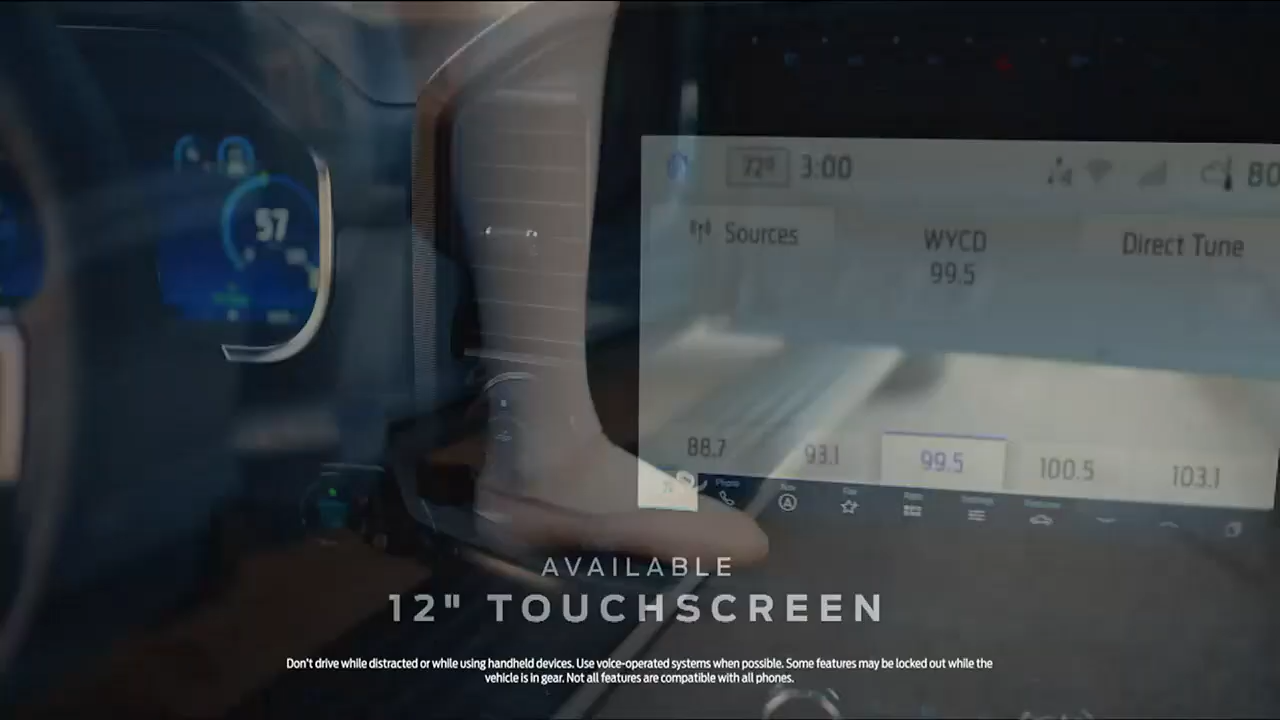 57
72° 3:00 80
Sources
WYCD
99.5
Direct Tune
88.7 93.1 99.5 100.5 103.1
Phone
AVAILABLE
12" TOUCHSCREEN
Don't drive while distracted or while using handheld devices. Use voice-operated systems when possible. Some features may be locked out while the
vehicle is in gear. Not all features are compatible with all phones.